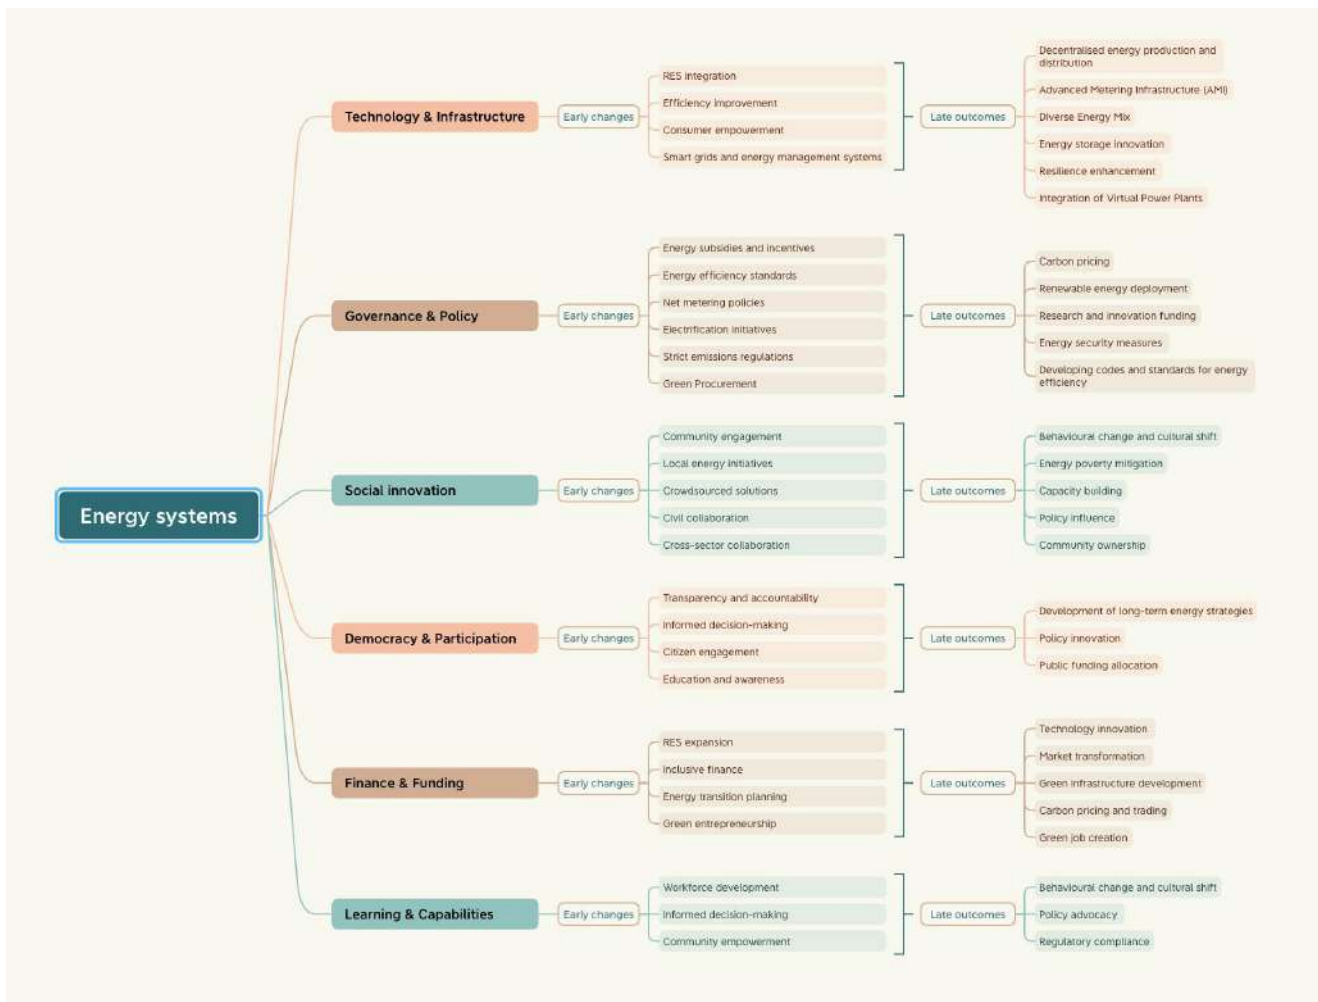 Energy systems
Technology & Infrastructure
Early changes
RES integration
Efficiency improvement
Consumer empowerment
Smart grids and energy management systems
Late outcomes
Decentralised energy production and
distribution
Advanced Metering Infrastructure (AMI)
Diverse Energy Mix
Energy storage innovation
Resilience enhancement
Integration of Virtual Power Plants
Governance & Policy
Early changes
Energy subsidies and incentives
Energy efficiency standards
Net metering policies
Electrification initiatives
Strict emissions regulations
Green Procurement
Late outcomes
Carbon pricing
Renewable energy deployment
Research and innovation funding
Energy security measures
Developing codes and standards for energy
efficiency
Social innovation
Early changes
Community engagement
Local energy initiatives
Crowdsourced solutions
Civil collaboration
Cross-sector collaboration
Late outcomes
Behavioural change and cultural shift
Energy poverty mitigation
Capacity building
Policy influence
Community ownership
Democracy & Participation
Early changes
Transparency and accountability
Informed decision-making
Citizen engagement
Education and awareness
Late outcomes
Development of long-term energy strategies
Policy innovation
Public funding allocation
Finance & Funding
Early changes
RES expansion
Inclusive finance
Energy transition planning
Green entrepreneurship
Late outcomes
Technology innovation
Market transformation
Green infrastructure development
Carbon pricing and trading
Green job creation
Learning & Capabilities
Early changes
Workforce development
Informed decision-making
Community empowerment
Late outcomes
Behavioural change and cultural shift
Policy advocacy
Regulatory compliance